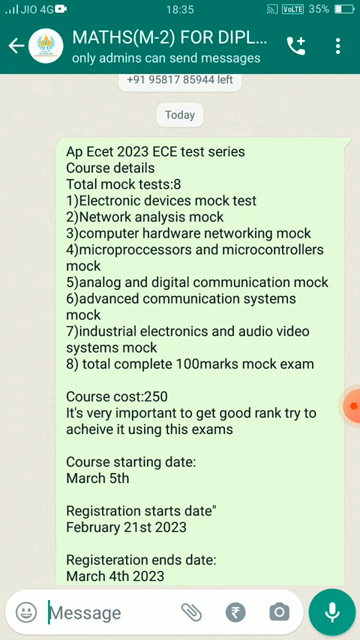 JIO 4G
18:35
VoLTE
35%
MATHS(M-2) FOR DIPL...
only admins can send messages
+91 95817 85944 left
Today
Ap Ecet 2023 ECE test series
Course details
Total mock tests:8
1)Electronic devices mock test
2)Network analysis mock
3)computer hardware networking mock
4)microproccessors and microcontrollers
mock
5)analog and digital communication mock
6)advanced communication systems
mock
7)industrial electronics and audio video
systems mock
8) total complete 100marks mock exam
Course cost:250
It's very important to get good rank try to
acheive it using this exams
Course starting date:
March 5th
Registration starts date"
February 21st 2023
Registeration ends date:
March 4th 2023
Message